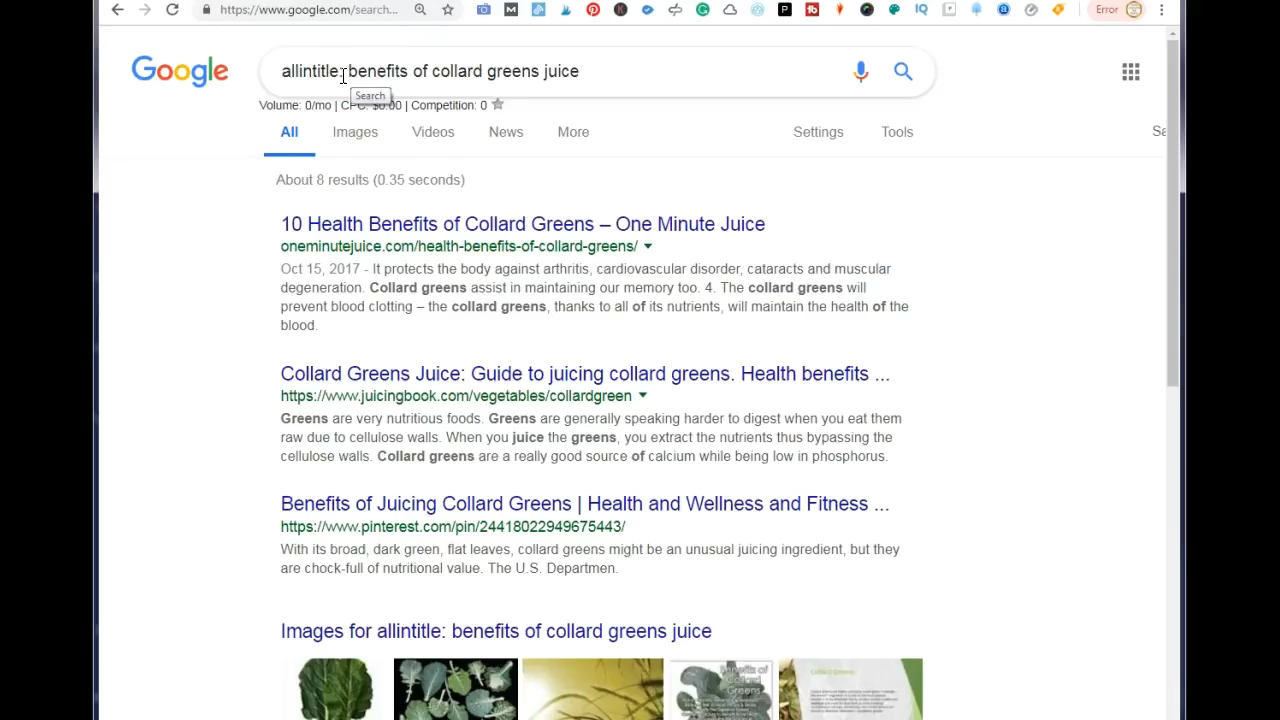 https://www.google.com/search...
Error
Google
allintitle: benefits of collard greens juice
Search
Volume: 0/mo | CPC: $0.00 | Competition: 0
All Images Videos News More Settings Tools
About 8 results (0.35 seconds)
10 Health Benefits of Collard Greens – One Minute Juice
oneminutejuice.com/health-benefits-of-collard-greens/
Oct 15, 2017 - It protects the body against arthritis, cardiovascular disorder, cataracts and muscular
degeneration. Collard greens assist in maintaining our memory too. 4. The collard greens will
prevent blood clotting – the collard greens, thanks to all of its nutrients, will maintain the health of the
blood.
Collard Greens Juice: Guide to juicing collard greens. Health benefits ...
https://www.juicingbook.com/vegetables/collardgreen
Greens are very nutritious foods. Greens are generally speaking harder to digest when you eat them
raw due to cellulose walls. When you juice the greens, you extract the nutrients thus bypassing the
cellulose walls. Collard greens are a really good source of calcium while being low in phosphorus.
Benefits of Juicing Collard Greens | Health and Wellness and Fitness ...
https://www.pinterest.com/pin/24418022949675443/
With its broad, dark green, flat leaves, collard greens might be an unusual juicing ingredient, but they
are chock-full of nutritional value. The U.S. Departmen.
Images for allintitle: benefits of collard greens juice
Benefits of
Collard
Greens
Collard Greens